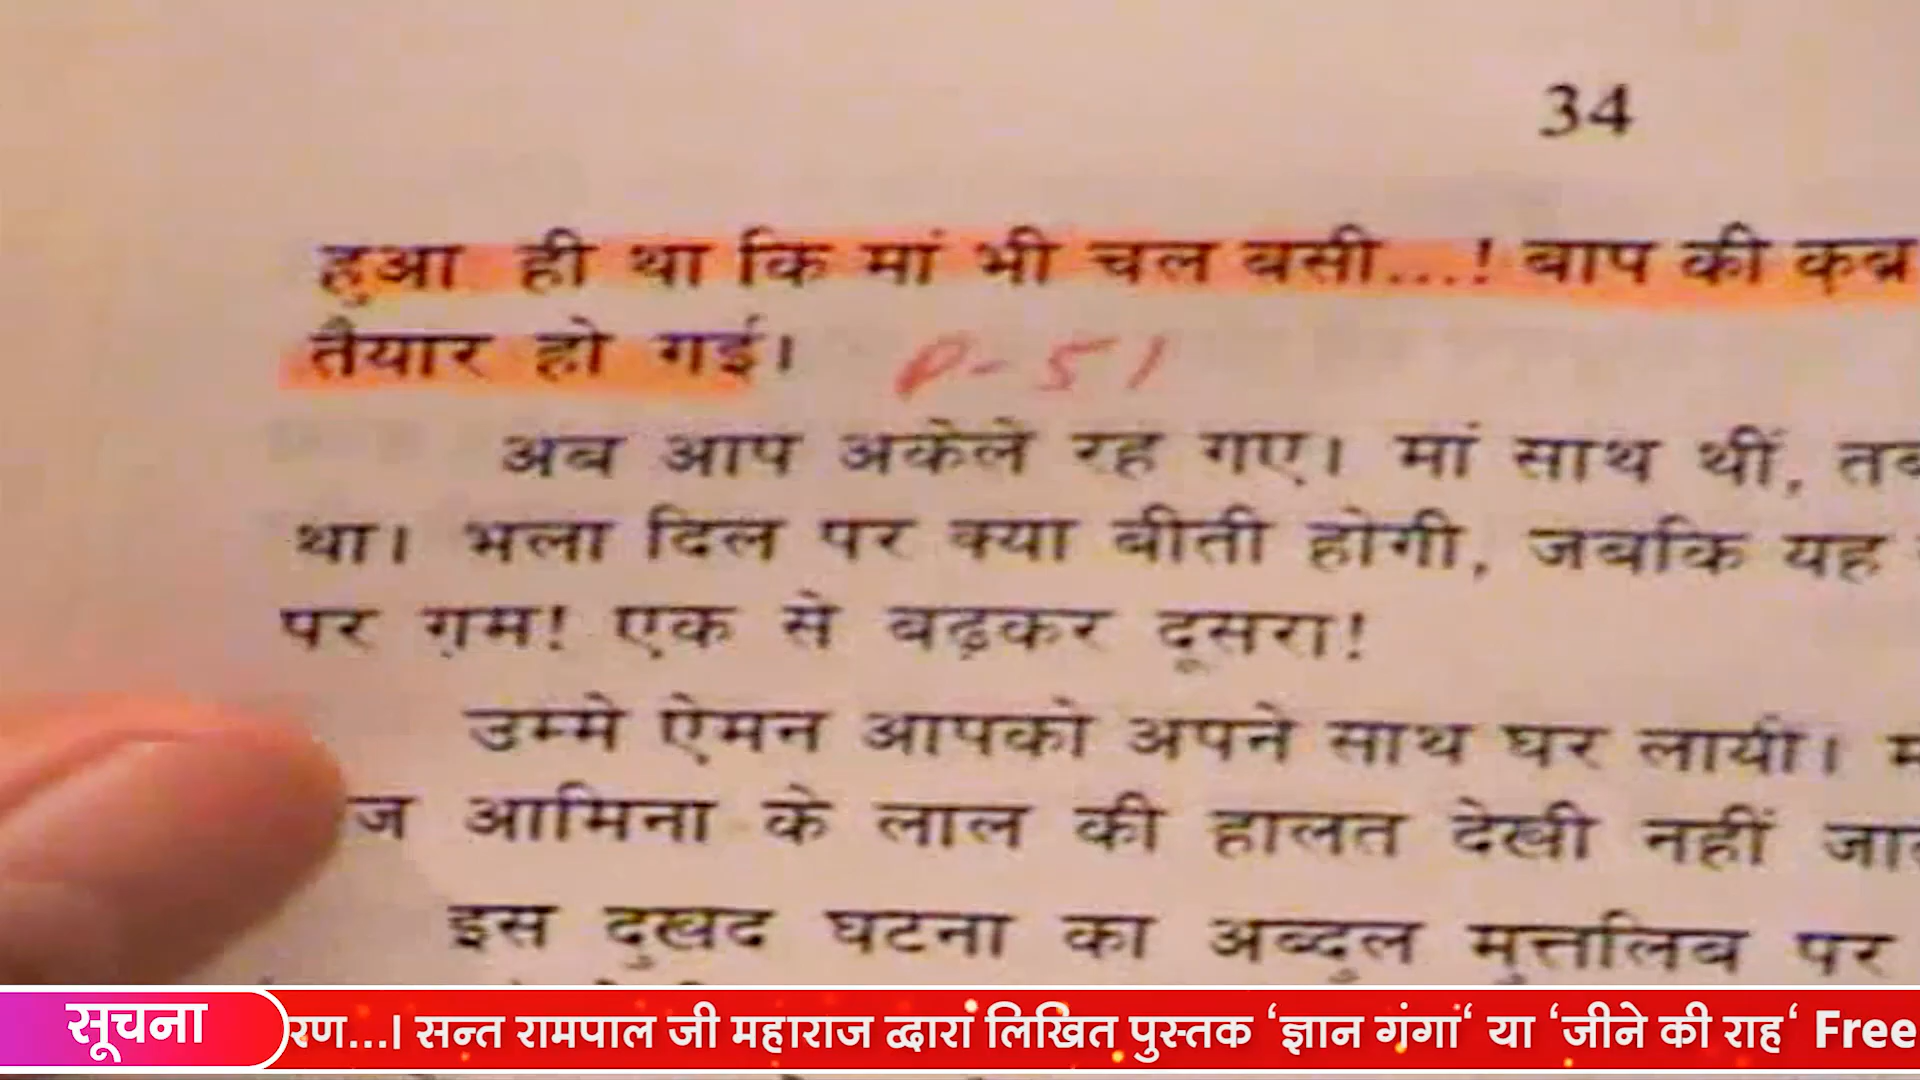 34
हुआ ही था कि मां भी चल बसी...! बाप की क़ब्र
तैयार हो गई। P-51
अब आप अकेले रह गए। मां साथ थीं,
था। भला दिल पर क्या बीती होगी, जबकि यह
पर ग़म! एक से बढ़कर दूसरा!
उम्मे ऐमन आपको अपने साथ घर लायीं।
आमिना के लाल की हालत देखी नहीं
इस दुखद घटना का अब्दुल मुत्तलिब पर
सूचना
रण...। सन्त रामपाल जी महाराज द्वारा लिखित पुस्तक ‘ज्ञान गंगा‘ या ‘जीने की राह‘ Free